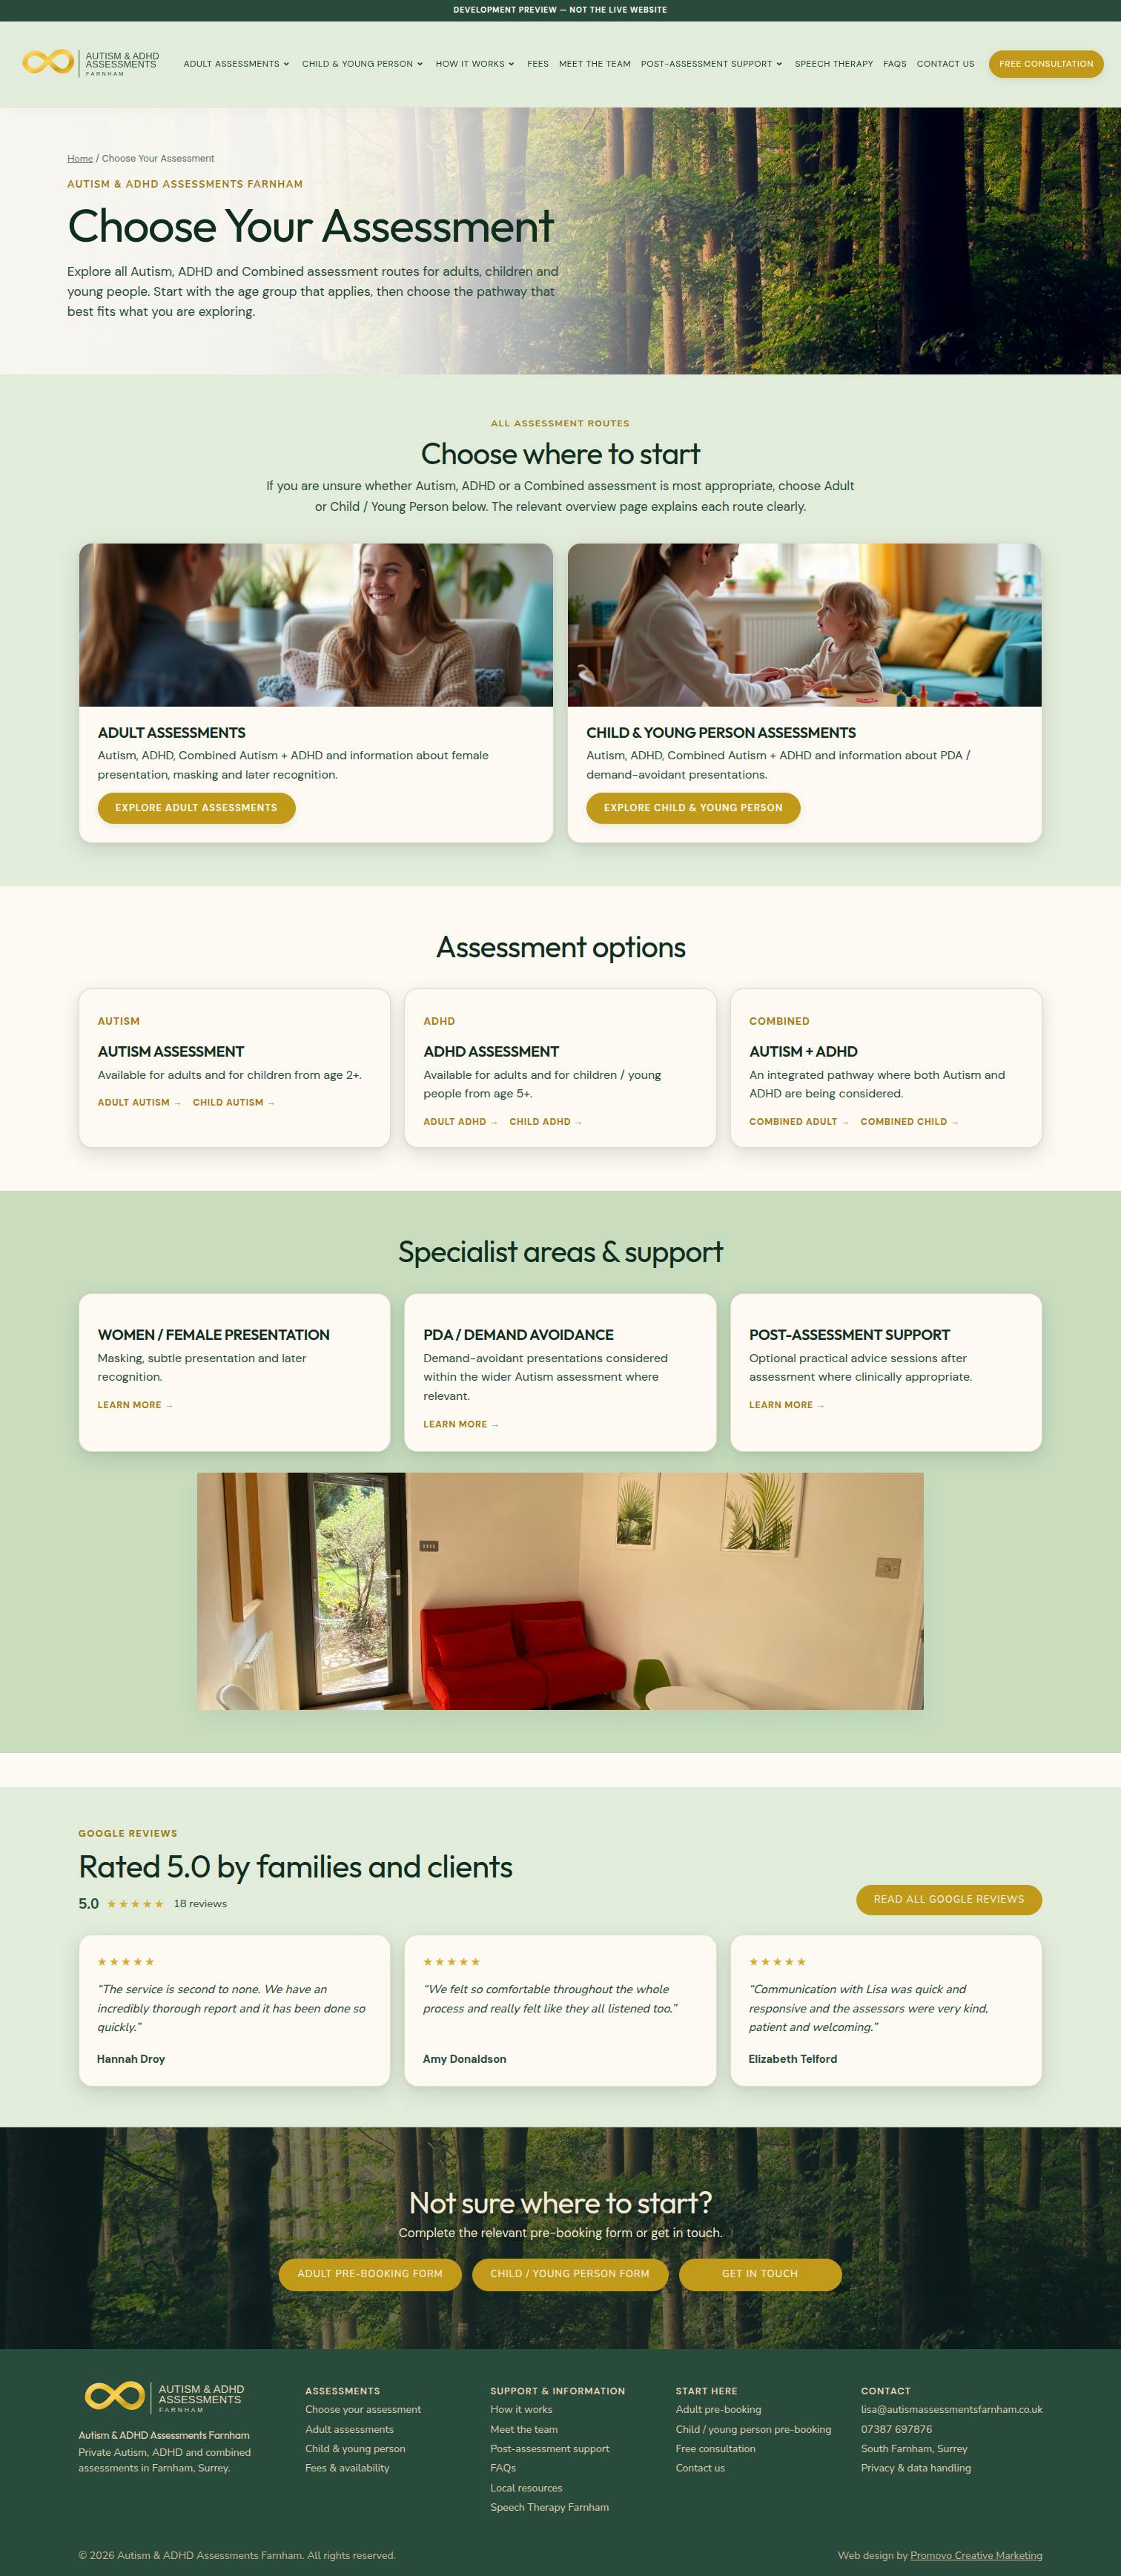 DEVELOPMENT PREVIEW — NOT THE LIVE WEBSITE
AUTISM & ADHD
ASSESSMENTS
FARNHAM
ADULT ASSESSMENTS CHILD & YOUNG PERSON HOW IT WORKS FEES MEET THE TEAM POST-ASSESSMENT SUPPORT SPEECH THERAPY FAQS CONTACT US FREE CONSULTATION
Home / Choose Your Assessment
AUTISM & ADHD ASSESSMENTS FARNHAM
Choose Your Assessment
Explore all Autism, ADHD and Combined assessment routes for adults, children and
young people. Start with the age group that applies, then choose the pathway that
best fits what you are exploring.
ALL ASSESSMENT ROUTES
Choose where to start
If you are unsure whether Autism, ADHD or a Combined assessment is most appropriate, choose Adult
or Child / Young Person below. The relevant overview page explains each route clearly.
ADULT ASSESSMENTS
Autism, ADHD, Combined Autism + ADHD and information about female
presentation, masking and later recognition.
EXPLORE ADULT ASSESSMENTS
CHILD & YOUNG PERSON ASSESSMENTS
Autism, ADHD, Combined Autism + ADHD and information about PDA /
demand-avoidant presentations.
EXPLORE CHILD & YOUNG PERSON
Assessment options
AUTISM
AUTISM ASSESSMENT
Available for adults and for children from age 2+.
ADULT AUTISM → CHILD AUTISM →
ADHD
ADHD ASSESSMENT
Available for adults and for children / young
people from age 5+.
ADULT ADHD → CHILD ADHD →
COMBINED
AUTISM + ADHD
An integrated pathway where both Autism and
ADHD are being considered.
COMBINED ADULT → COMBINED CHILD →
Specialist areas & support
WOMEN / FEMALE PRESENTATION
Masking, subtle presentation and later
recognition.
LEARN MORE →
PDA / DEMAND AVOIDANCE
Demand-avoidant presentations considered
within the wider Autism assessment where
relevant.
LEARN MORE →
POST-ASSESSMENT SUPPORT
Optional practical advice sessions after
assessment where clinically appropriate.
LEARN MORE →
GOOGLE REVIEWS
Rated 5.0 by families and clients
5.0 ★★★★★ 18 reviews
READ ALL GOOGLE REVIEWS
★★★★★
“The service is second to none. We have an
incredibly thorough report and it has been done so
quickly.”
Hannah Droy
★★★★★
“We felt so comfortable throughout the whole
process and really felt like they all listened too.”
Amy Donaldson
★★★★★
“Communication with Lisa was quick and
responsive and the assessors were very kind,
patient and welcoming.”
Elizabeth Telford
Not sure where to start?
Complete the relevant pre-booking form or get in touch.
ADULT PRE-BOOKING FORM CHILD / YOUNG PERSON FORM GET IN TOUCH
AUTISM & ADHD
ASSESSMENTS
FARNHAM
Autism & ADHD Assessments Farnham
Private Autism, ADHD and combined
assessments in Farnham, Surrey.
ASSESSMENTS
Choose your assessment
Adult assessments
Child & young person
Fees & availability
SUPPORT & INFORMATION
How it works
Meet the team
Post-assessment support
FAQs
Local resources
Speech Therapy Farnham
START HERE
Adult pre-booking
Child / young person pre-booking
Free consultation
Contact us
CONTACT
lisa@autismassessmentsfarnham.co.uk
07387 697876
South Farnham, Surrey
Privacy & data handling
© 2026 Autism & ADHD Assessments Farnham. All rights reserved.
Web design by Promovo Creative Marketing